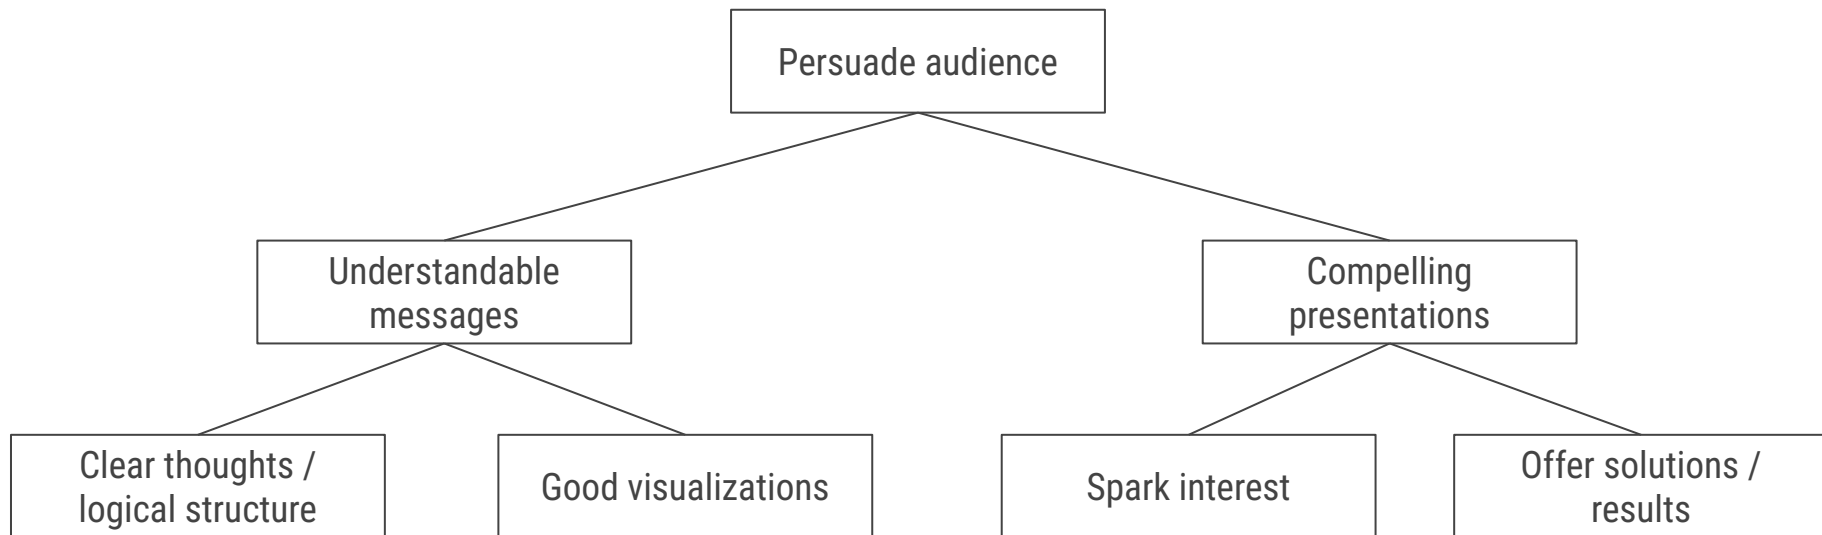 Persuade audience
Understandable
messages
Compelling
presentations
Clear thoughts /
logical structure
Good visualizations
Spark interest
Offer solutions /
results